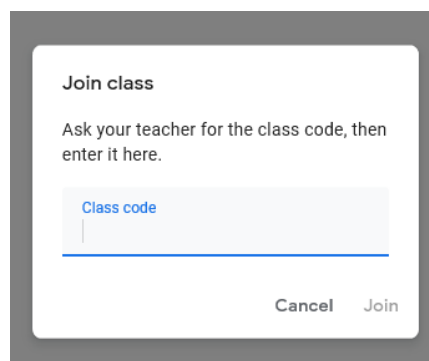 Join class
Ask your teacher for the class code, then
enter it here.
Class code
Cancel Join